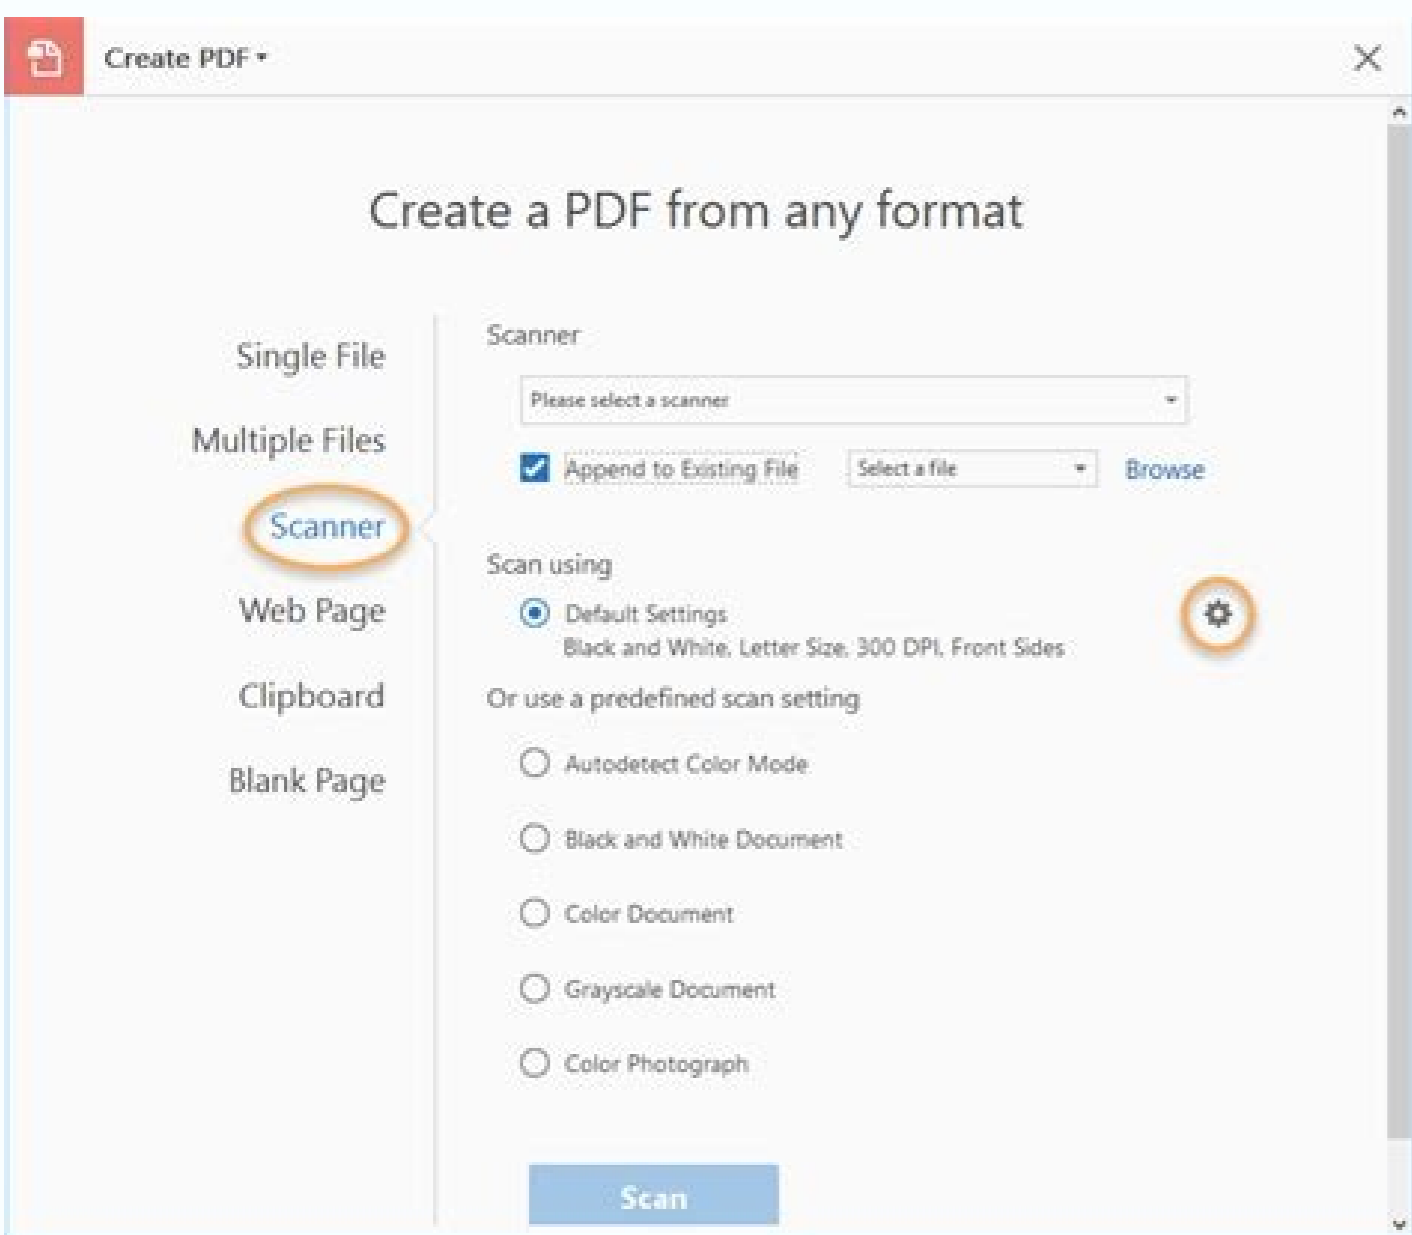 Create PDF
Create a PDF from any format
Single File
Multiple Files
Scanner
Web Page
Clipboard
Blank Page
Scanner
Please select a scanner
Append to Existing File Select a file Browse
Scan using
Default Settings
Black and White, Letter Size, 300 DPI, Front Sides
Or use a predefined scan setting
Autodetect Color Mode
Black and White Document
Color Document
Grayscale Document
Color Photograph
Scan